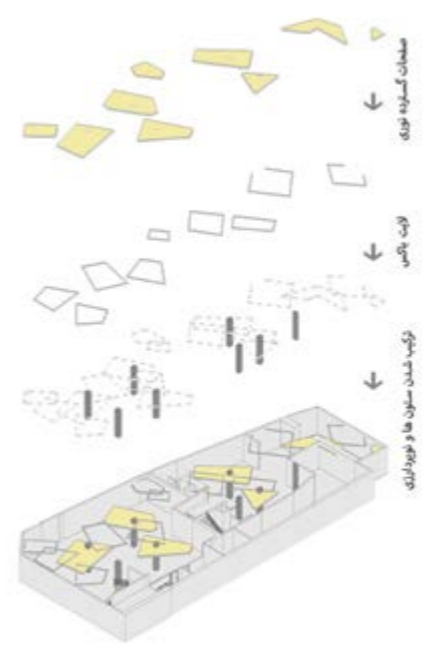 صفحات گسترده نوری
لایت باکس
ترکیب شدن ستون ها و نورپردازی